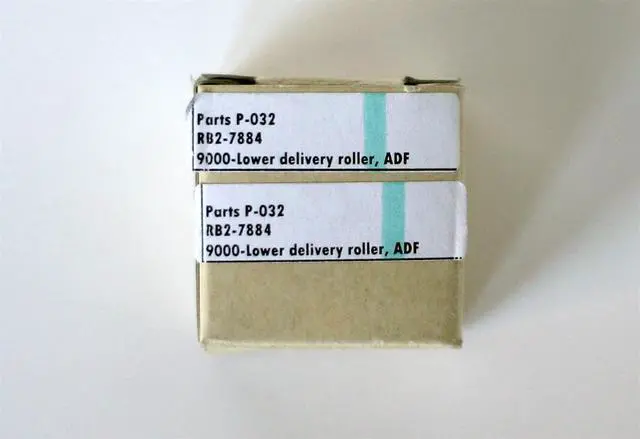 Parts P-032
RB2-7884
9000-Lower delivery roller, ADF
Parts P-032
RB2-7884
9000-Lower delivery roller, ADF